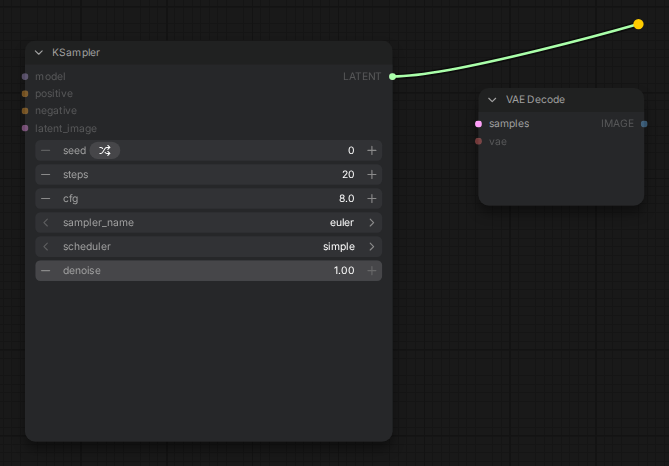 KSampler
model LATENT
positive
negative
latent_image
seed 0
steps 20
cfg 8.0
sampler_name euler
scheduler simple
denoise 1.00
VAE Decode
samples IMAGE
vae